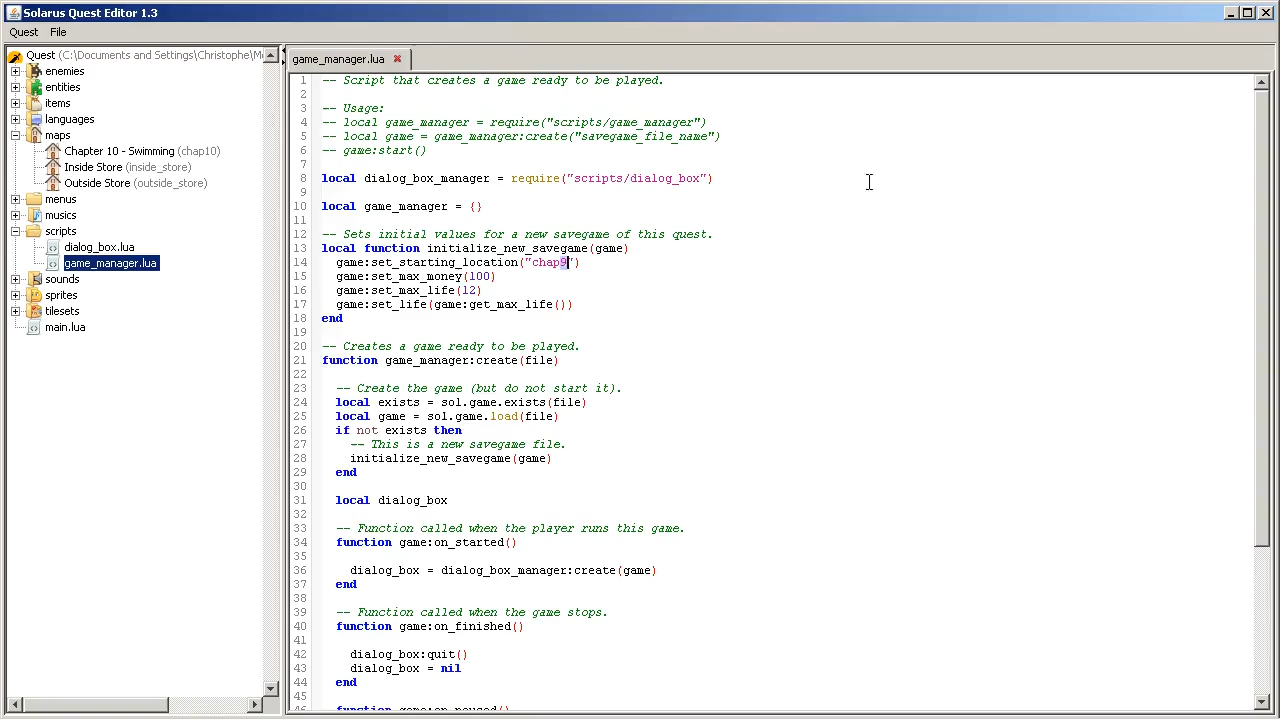 Solarus Quest Editor 1.3
Quest File
Quest (C:\Documents and Settings\Christophe\M
enemies
entities
items
languages
maps
Chapter 10 - Swimming (chap10)
Inside Store (inside_store)
Outside Store (outside_store)
menus
musics
scripts
dialog_box.lua
game_manager.lua
sounds
sprites
tilesets
main.lua
game_manager.lua
1 -- Script that creates a game ready to be played.
2
3 -- Usage:
4 -- local game_manager = require("scripts/game_manager")
5 -- local game = game_manager:create("savegame_file_name")
6 -- game:start()
7
8 local dialog_box_manager = require("scripts/dialog_box")
9
10 local game_manager = {}
11
12 -- Sets initial values for a new savegame of this quest.
13 local function initialize_new_savegame(game)
14 game:set_starting_location("chap9")
15 game:set_max_money(100)
16 game:set_max_life(12)
17 game:set_life(game:get_max_life())
18 end
19
20 -- Creates a game ready to be played.
21 function game_manager:create(file)
22
23 -- Create the game (but do not start it).
24 local exists = sol.game.exists(file)
25 local game = sol.game.load(file)
26 if not exists then
27 -- This is a new savegame file.
28 initialize_new_savegame(game)
29 end
30
31 local dialog_box
32
33 -- Function called when the player runs this game.
34 function game:on_started()
35
36 dialog_box = dialog_box_manager:create(game)
37 end
38
39 -- Function called when the game stops.
40 function game:on_finished()
41
42 dialog_box:quit()
43 dialog_box = nil
44 end
45
46 function game:on_paused()